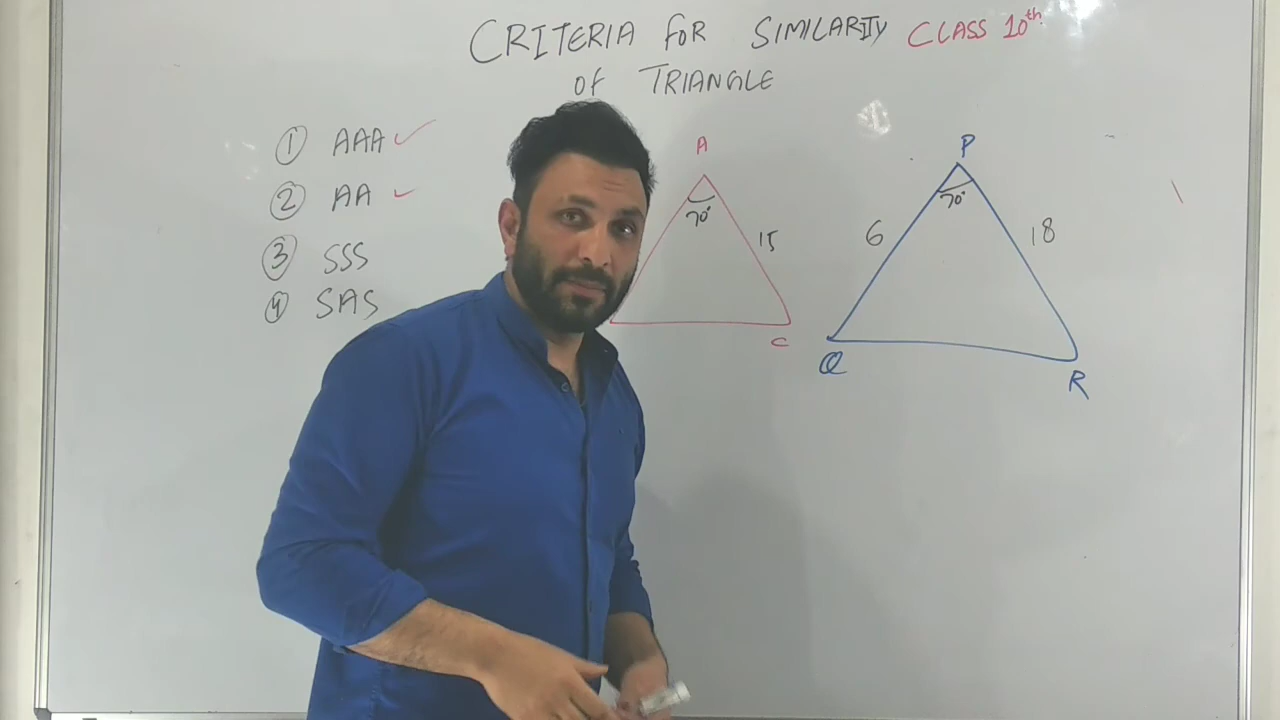 CRITERIA FOR SIMILARITY CLASS 10th
OF TRIANGLE
① AAA ✓
② AA ✓
③ SSS
④ SAS
A
70°
15
C
P
70°
6
18
Q
R